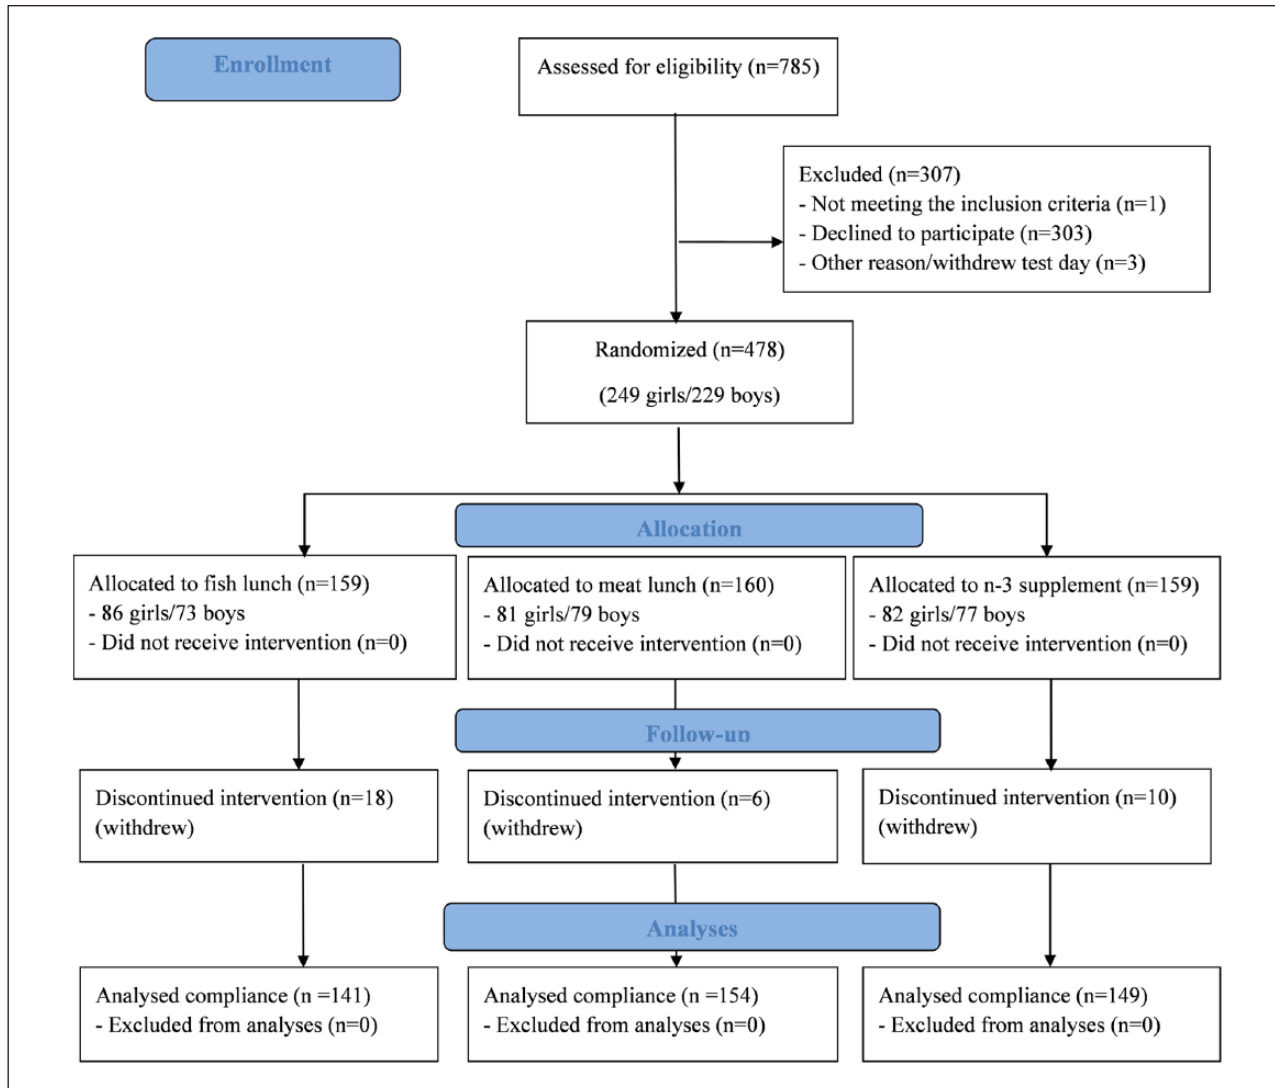 Enrollment
Assessed for eligibility (n=785)
Excluded (n=307)
- Not meeting the inclusion criteria (n=1)
- Declined to participate (n=303)
- Other reason/withdrew test day (n=3)
Randomized (n=478)
(249 girls/229 boys)
Allocation
Allocated to fish lunch (n=159)
- 86 girls/73 boys
- Did not receive intervention (n=0)
Allocated to meat lunch (n=160)
- 81 girls/79 boys
- Did not receive intervention (n=0)
Allocated to n-3 supplement (n=159)
- 82 girls/77 boys
- Did not receive intervention (n=0)
Follow-up
Discontinued intervention (n=18)
(withdrew)
Discontinued intervention (n=6)
(withdrew)
Discontinued intervention (n=10)
(withdrew)
Analyses
Analysed compliance (n =141)
- Excluded from analyses (n=0)
Analysed compliance (n =154)
- Excluded from analyses (n=0)
Analysed compliance (n=149)
- Excluded from analyses (n=0)